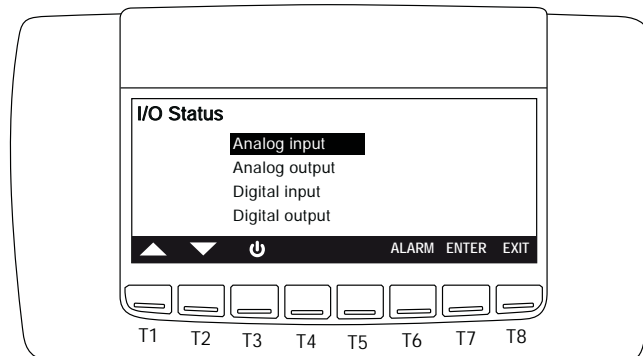 I/O Status
Analog input
Analog output
Digital input
Digital output
ALARM ENTER EXIT
T1 T2 T3 T4 T5 T6 T7 T8